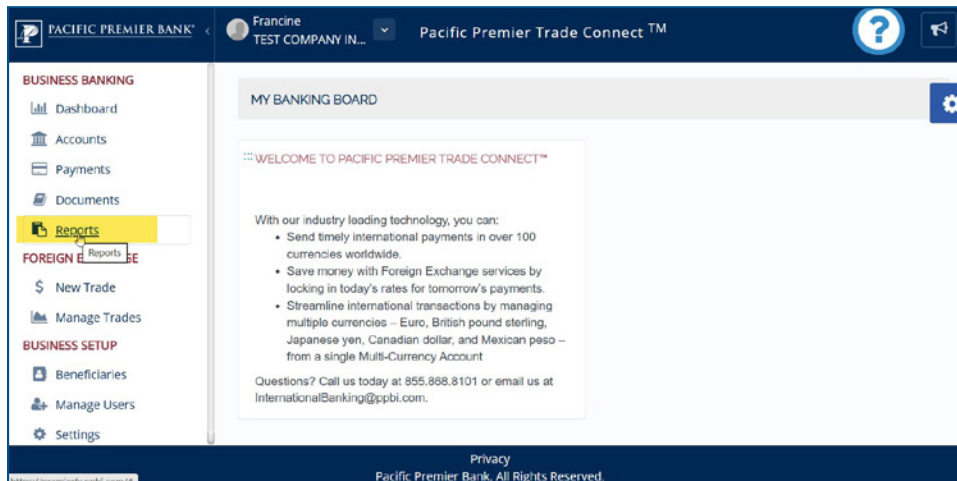 PACIFIC PREMIER BANK
Francine
TEST COMPANY IN...
Pacific Premier Trade Connect ™
?
BUSINESS BANKING
Dashboard
Accounts
Payments
Documents
Reports
Reports
FOREIGN E GE
$ New Trade
Manage Trades
BUSINESS SETUP
Beneficiaries
Manage Users
Settings
MY BANKING BOARD
WELCOME TO PACIFIC PREMIER TRADE CONNECT™
With our industry leading technology, you can:
• Send timely international payments in over 100
currencies worldwide.
• Save money with Foreign Exchange services by
locking in today's rates for tomorrow's payments.
• Streamline international transactions by managing
multiple currencies – Euro, British pound sterling,
Japanese yen, Canadian dollar, and Mexican peso –
from a single Multi-Currency Account
Questions? Call us today at 855.868.8101 or email us at
InternationalBanking@ppbi.com.
Privacy
Pacific Premier Bank. All Rights Reserved.